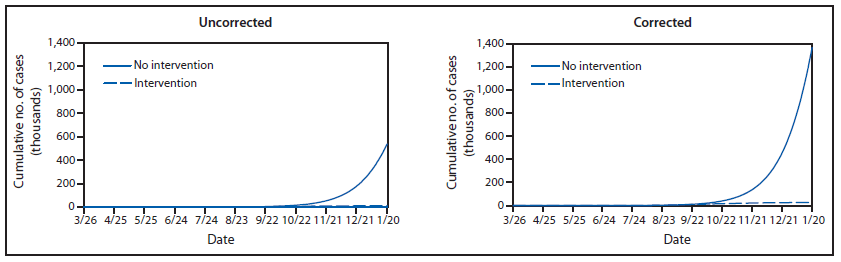 Uncorrected
Cumulative no. of cases
(thousands)
1,400
1,200
1,000
800
600
400
200
0
No intervention
Intervention
3/26 4/25 5/25 6/24 7/24 8/23 9/22 10/22 11/21 12/21 1/20
Date
Corrected
Cumulative no. of cases
(thousands)
1,400
1,200
1,000
800
600
400
200
0
No intervention
Intervention
3/26 4/25 5/25 6/24 7/24 8/23 9/22 10/22 11/21 12/21 1/20
Date